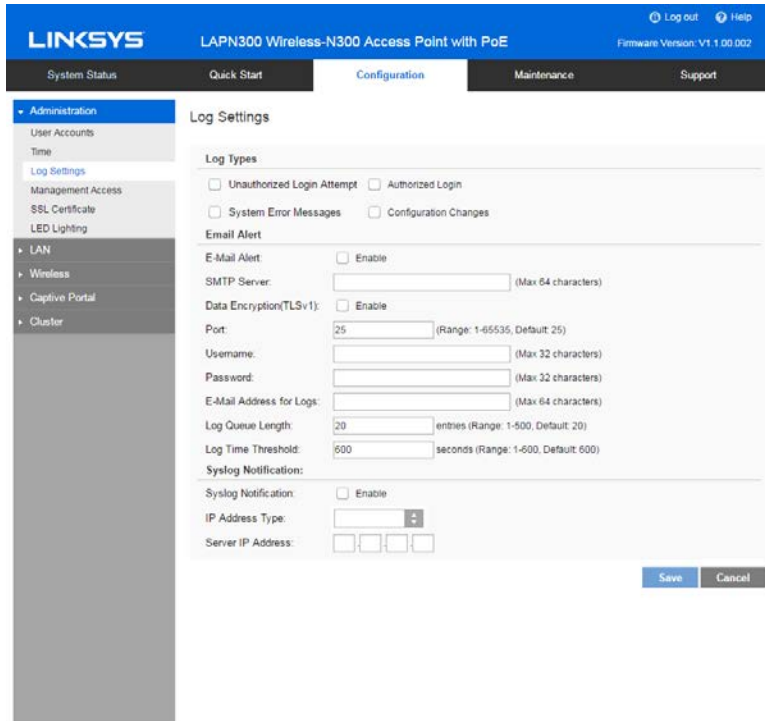 Log out Help
LINKSYS LAPN300 Wireless-N300 Access Point with PoE Firmware Version: V1.1.00.002
System Status Quick Start Configuration Maintenance Support
Administration
User Accounts
Time
Log Settings
Management Access
SSL Certificate
LED Lighting
LAN
Wireless
Captive Portal
Cluster
Log Settings
Log Types
Unauthorized Login Attempt Authorized Login
System Error Messages Configuration Changes
Email Alert
E-Mail Alert: Enable
SMTP Server: (Max 64 characters)
Data Encryption(TLSv1): Enable
Port: 25 (Range: 1-65535, Default: 25)
Username: (Max 32 characters)
Password: (Max 32 characters)
E-Mail Address for Logs: (Max 64 characters)
Log Queue Length: 20 entries (Range: 1-500, Default: 20)
Log Time Threshold: 600 seconds (Range: 1-600, Default: 600)
Syslog Notification:
Syslog Notification: Enable
IP Address Type:
Server IP Address: . . .
Save Cancel